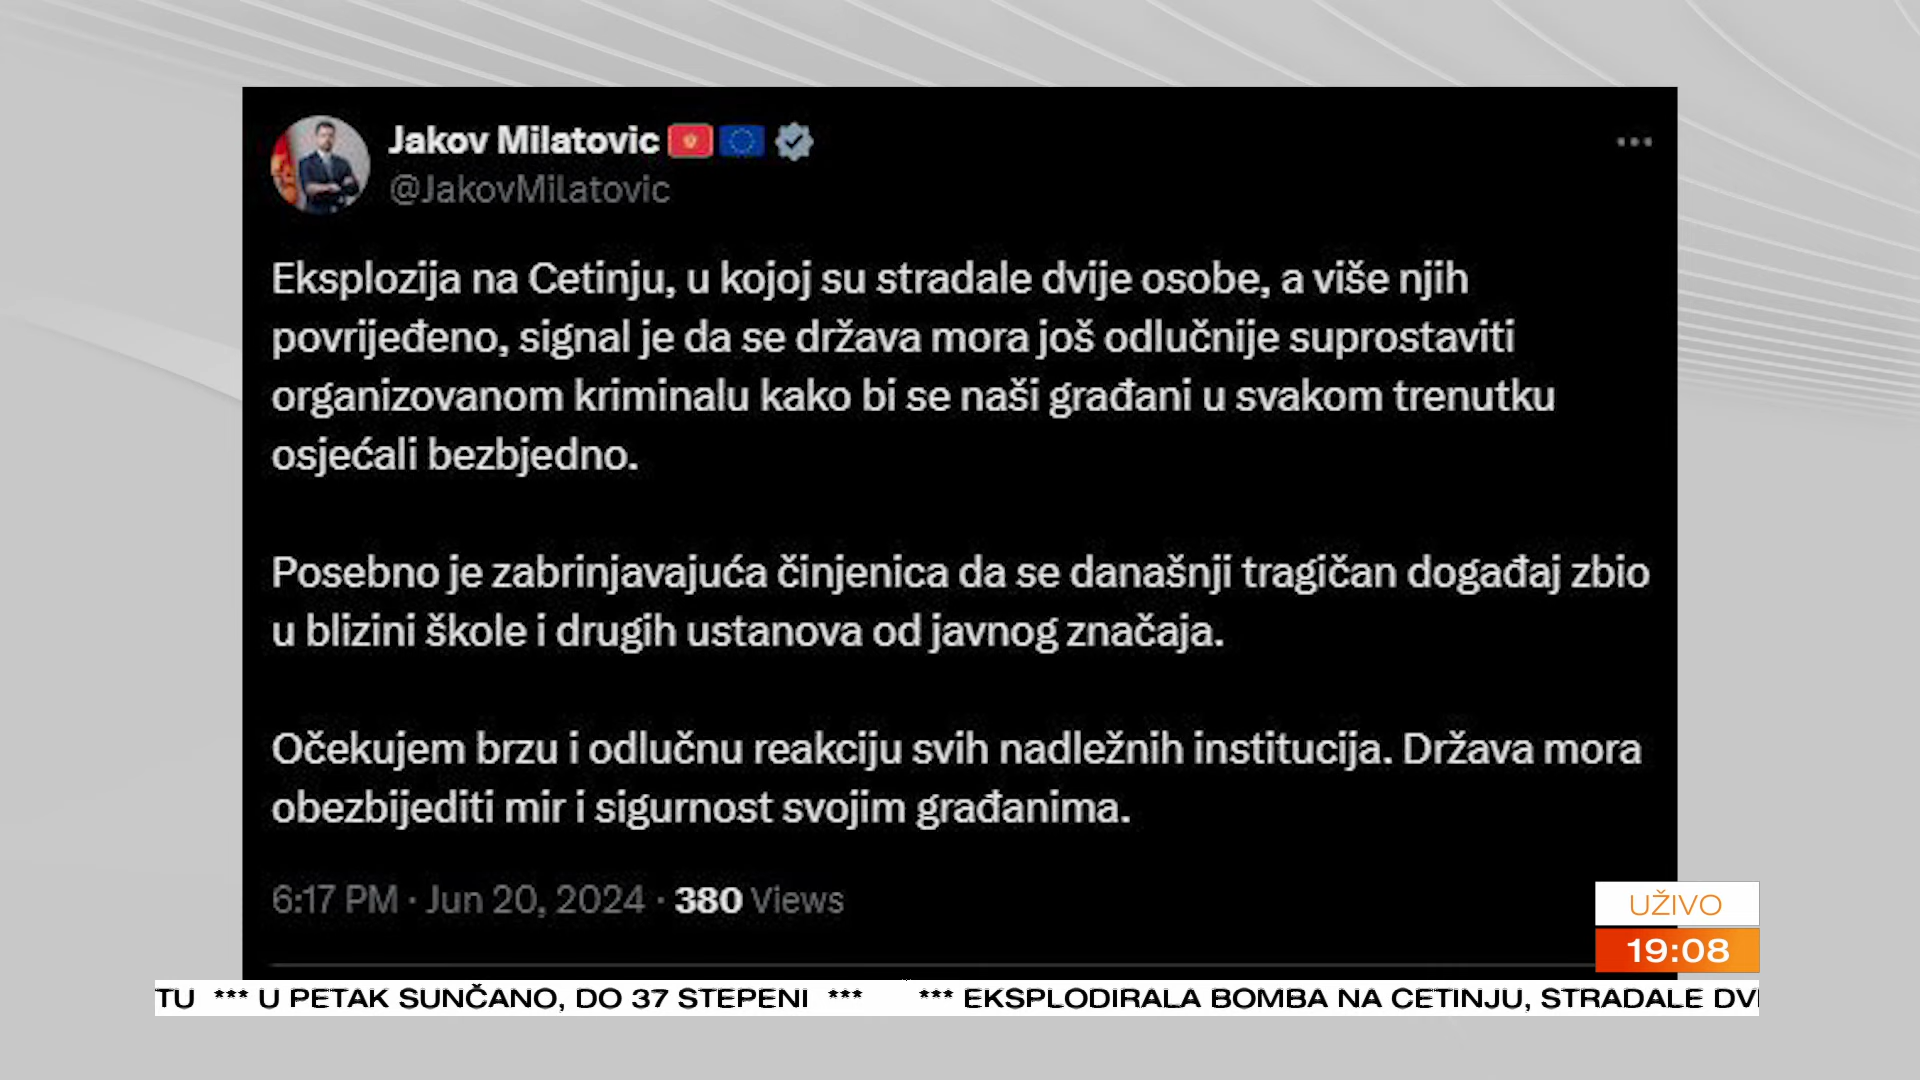 Jakov Milatovic
@JakovMilatovic
Eksplozija na Cetinju, u kojoj su stradale dvije osobe, a više njih
povrijeđeno, signal je da se država mora još odlučnije suprostaviti
organizovanom kriminalu kako bi se naši građani u svakom trenutku
osjećali bezbjedno.
Posebno je zabrinjavajuća činjenica da se današnji tragičan događaj zbio
u blizini škole i drugih ustanova od javnog značaja.
Očekujem brzu i odlučnu reakciju svih nadležnih institucija. Država mora
obezbijediti mir i sigurnost svojim građanima.
6:17 PM · Jun 20, 2024 · 380 Views
UŽIVO
19:08
TU *** U PETAK SUNČANO, DO 37 STEPENI *** *** EKSPLODIRALA BOMBA NA CETINJU, STRADALE DVI